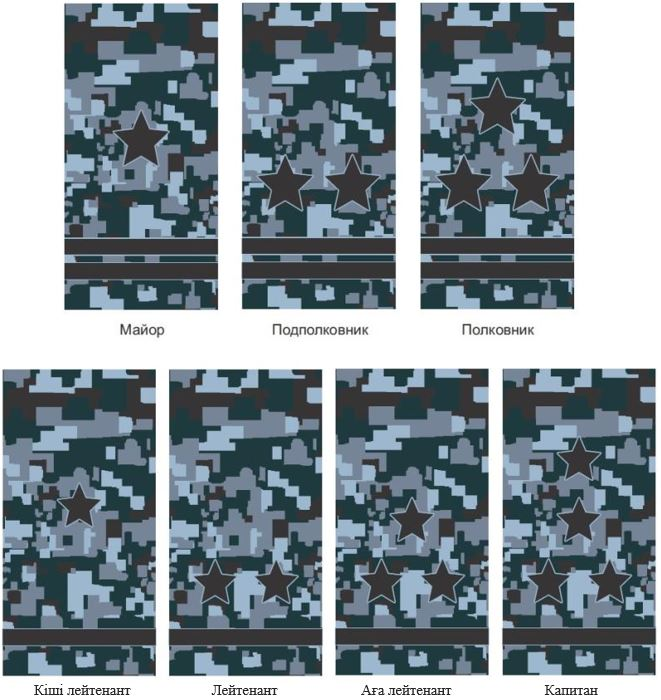 Майор Подполковник Полковник
Кіші лейтенант Лейтенант Аға лейтенант Капитан